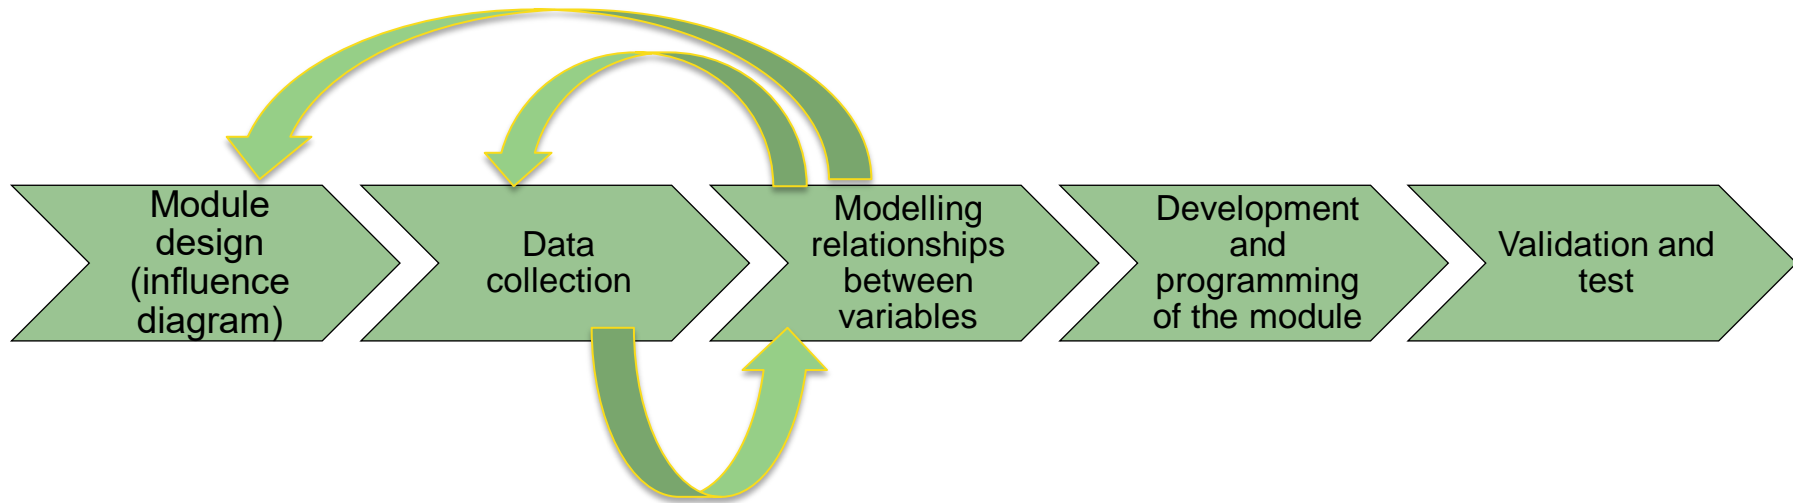 Module
design
(influence
diagram)
Data
collection
Modelling
relationships
between
variables
Development
and
programming
of the module
Validation and
test